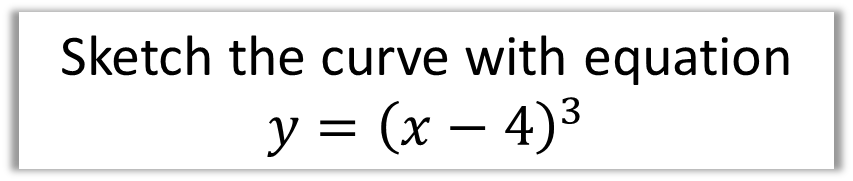 Sketch the curve with equation
y = (x − 4)³